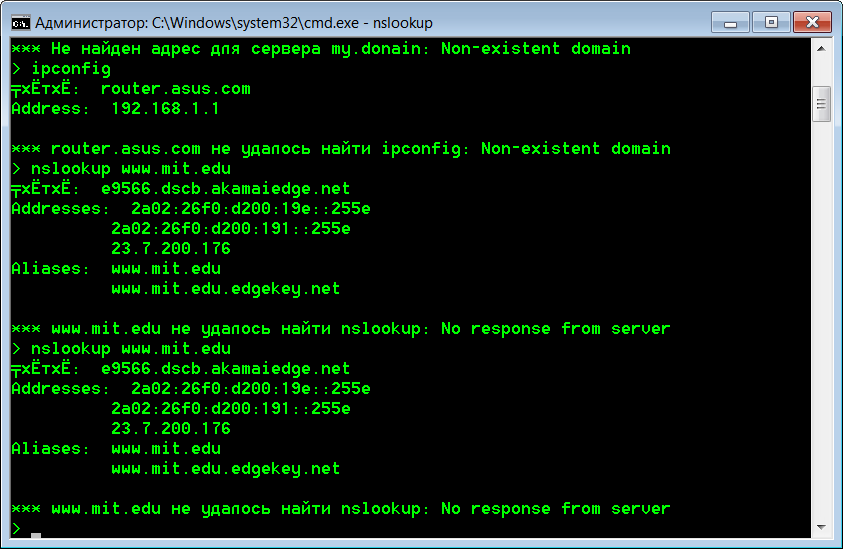 Администратор: C:\Windows\system32\cmd.exe - nslookup
*** Не найден адрес для сервера my.donain: Non-existent domain
> ipconfig
╤хЁтхЁ:  router.asus.com
Address:  192.168.1.1
*** router.asus.com не удалось найти ipconfig: Non-existent domain
> nslookup www.mit.edu
╤хЁтхЁ:  e9566.dscb.akamaiedge.net
Addresses:  2a02:26f0:d200:19e::255e
2a02:26f0:d200:191::255e
23.7.200.176
Aliases:  www.mit.edu
www.mit.edu.edgekey.net
*** www.mit.edu не удалось найти nslookup: No response from server
> nslookup www.mit.edu
╤хЁтхЁ:  e9566.dscb.akamaiedge.net
Addresses:  2a02:26f0:d200:19e::255e
2a02:26f0:d200:191::255e
23.7.200.176
Aliases:  www.mit.edu
www.mit.edu.edgekey.net
*** www.mit.edu не удалось найти nslookup: No response from server
>